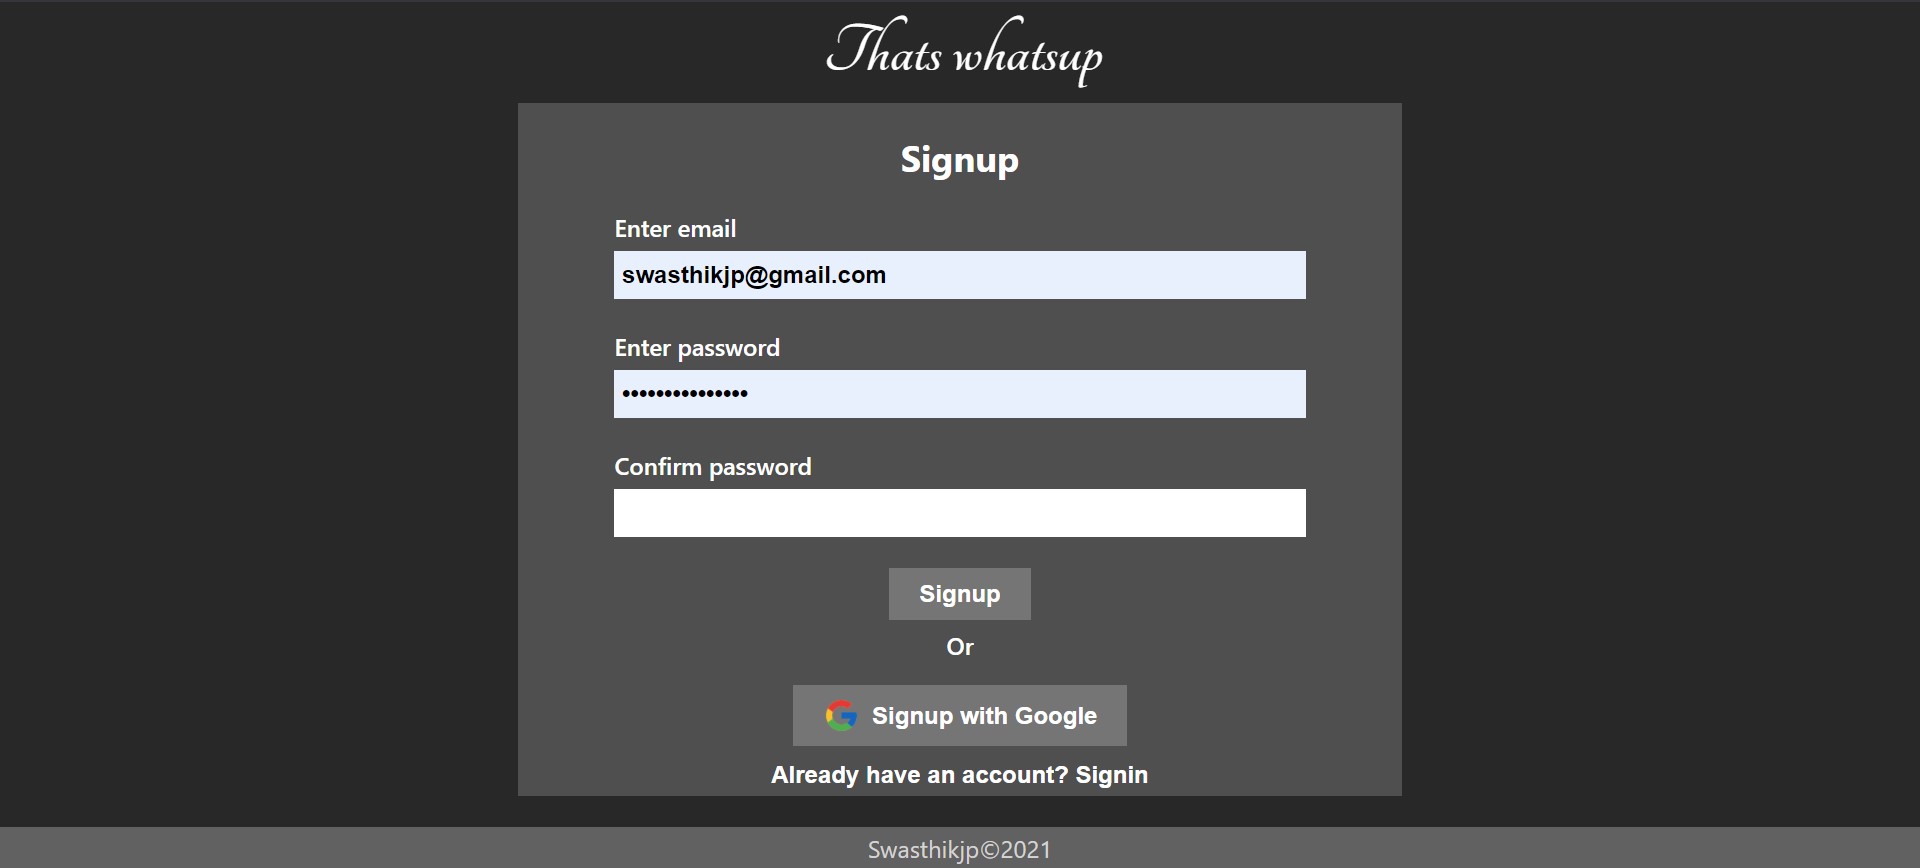 Thats whatsup
Signup
Enter email
swasthikjp@gmail.com
Enter password
•••••••••••••••
Confirm password
Signup
Or
Signup with Google
Already have an account? Signin
Swasthikjp©2021